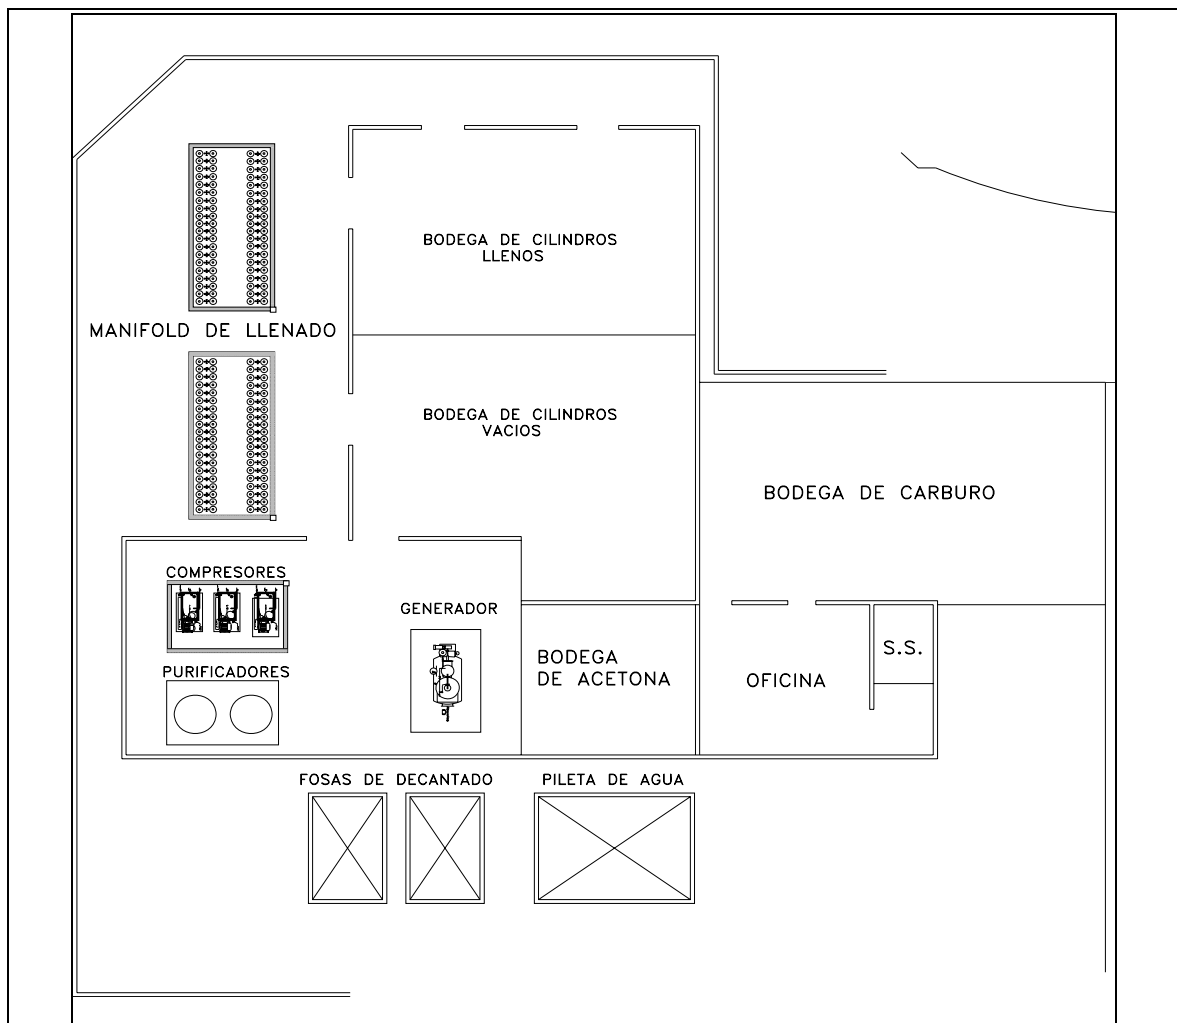 BODEGA DE CILINDROS
LLENOS
MANIFOLD DE LLENADO
BODEGA DE CILINDROS
VACIOS
BODEGA DE CARBURO
COMPRESORES
GENERADOR
PURIFICADORES
BODEGA
DE ACETONA
OFICINA
S.S.
FOSAS DE DECANTADO
PILETA DE AGUA